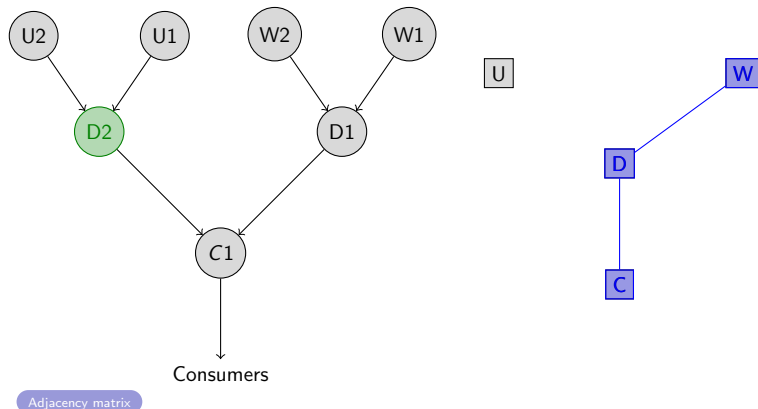 U2
U1
W2
W1
U
W
D2
D1
D
C1
C
Consumers
Adjacency matrix